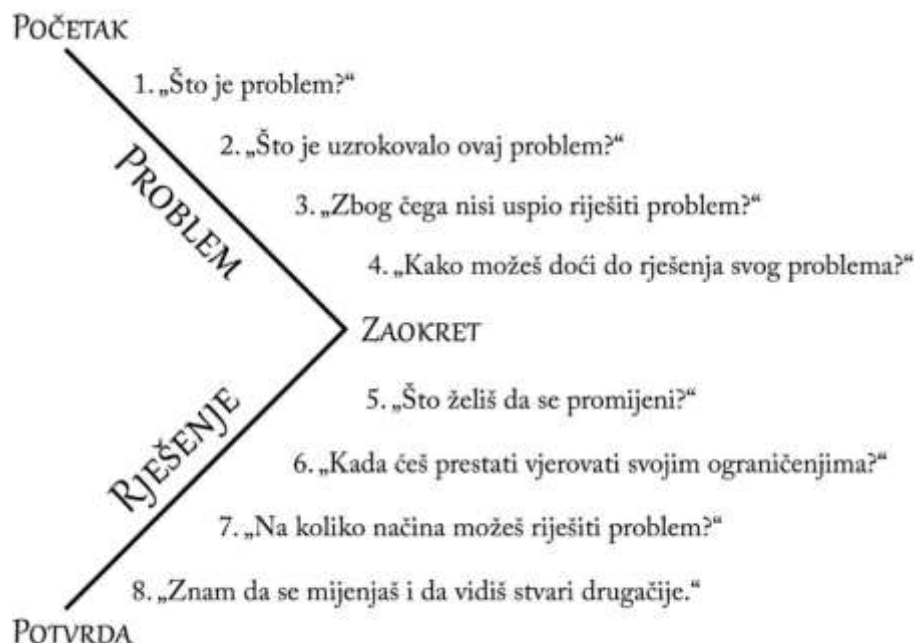 POČETAK
1. „Što je problem?“
2. „Što je uzrokovalo ovaj problem?“
PROBLEM
3. „Zbog čega nisi uspio riješiti problem?“
4. „Kako možeš doći do rješenja svog problema?“
ZAOKRET
5. „Što želiš da se promijeni?“
RJEŠENJE
6. „Kada ćeš prestati vjerovati svojim ograničenjima?“
7. „Na koliko načina možeš riješiti problem?“
8. „Znam da se mijenjaš i da vidiš stvari drugačije.“
POTVRDA